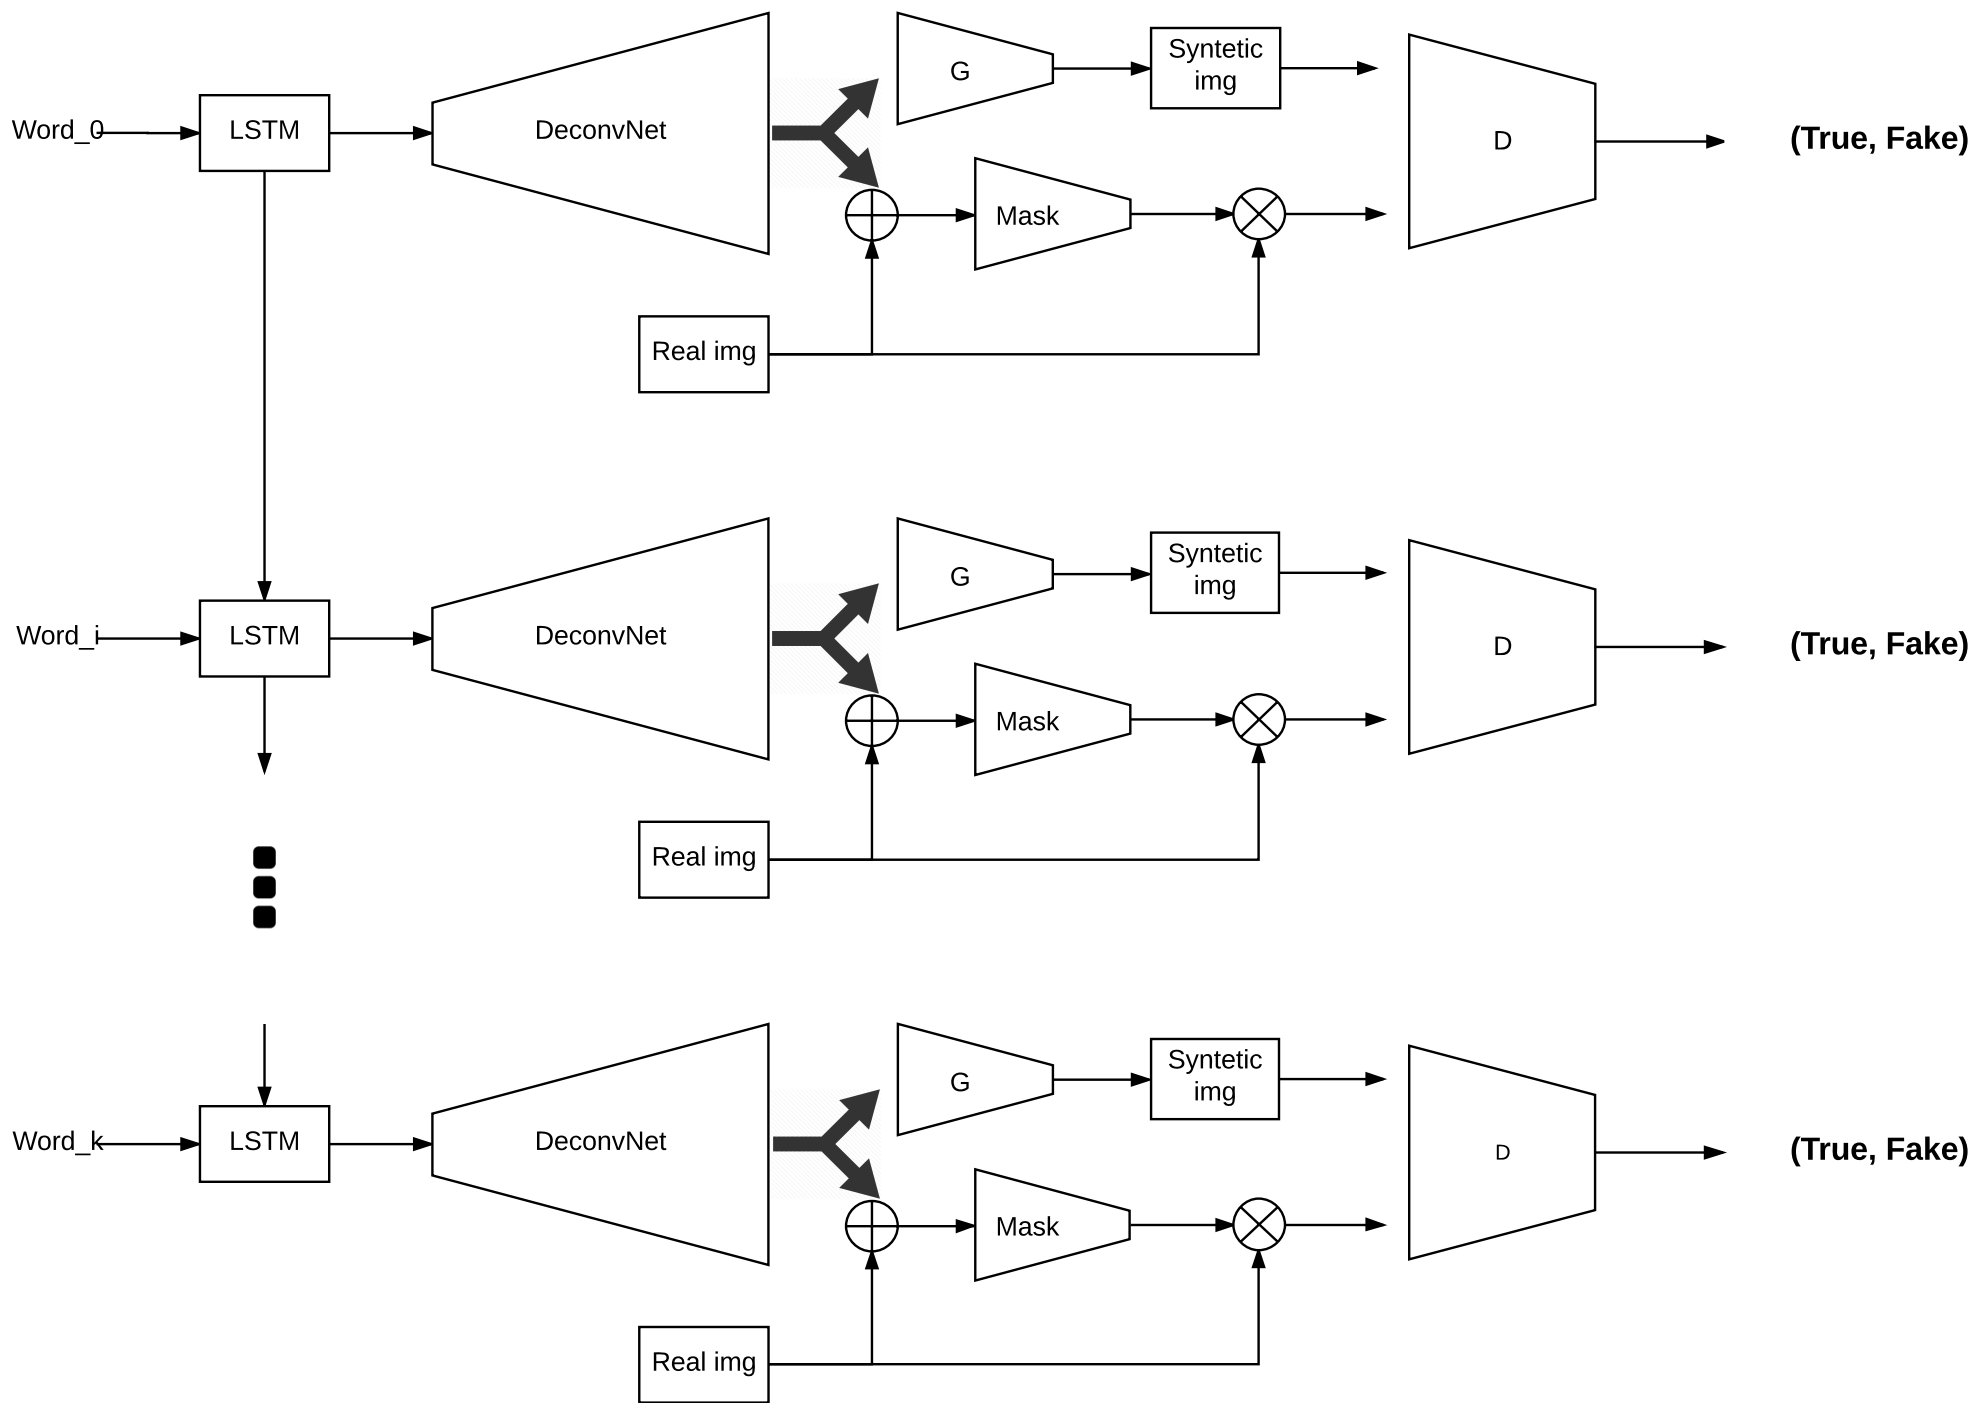 Word_0
LSTM
DeconvNet
G
Syntetic
img
Mask
Real img
D
(True, Fake)
Word_i
LSTM
DeconvNet
G
Syntetic
img
Mask
Real img
D
(True, Fake)
Word_k
LSTM
DeconvNet
G
Syntetic
img
Mask
Real img
D
(True, Fake)